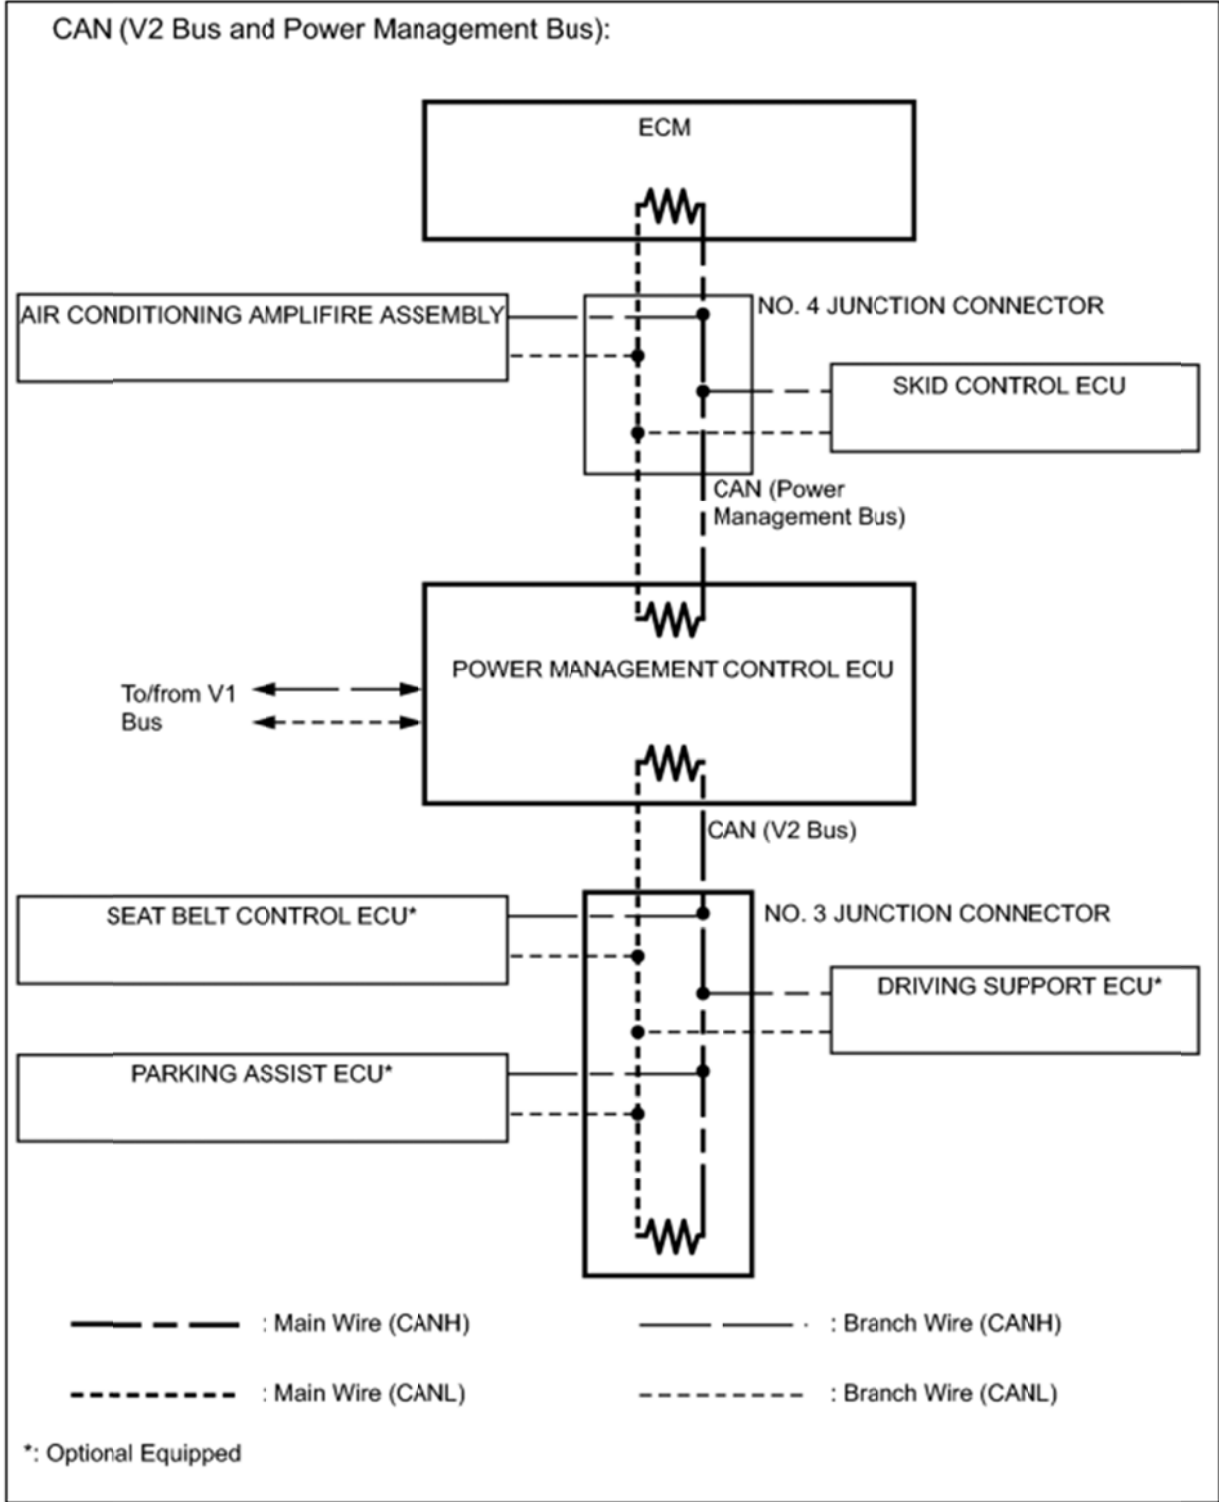 CAN (V2 Bus and Power Management Bus):
ECM
AIR CONDITIONING AMPLIFIRE ASSEMBLY
NO. 4 JUNCTION CONNECTOR
SKID CONTROL ECU
CAN (Power
Management Bus)
POWER MANAGEMENT CONTROL ECU
To/from V1
Bus
CAN (V2 Bus)
SEAT BELT CONTROL ECU*
NO. 3 JUNCTION CONNECTOR
DRIVING SUPPORT ECU*
PARKING ASSIST ECU*
: Main Wire (CANH)
: Branch Wire (CANH)
: Main Wire (CANL)
: Branch Wire (CANL)
*: Optional Equipped